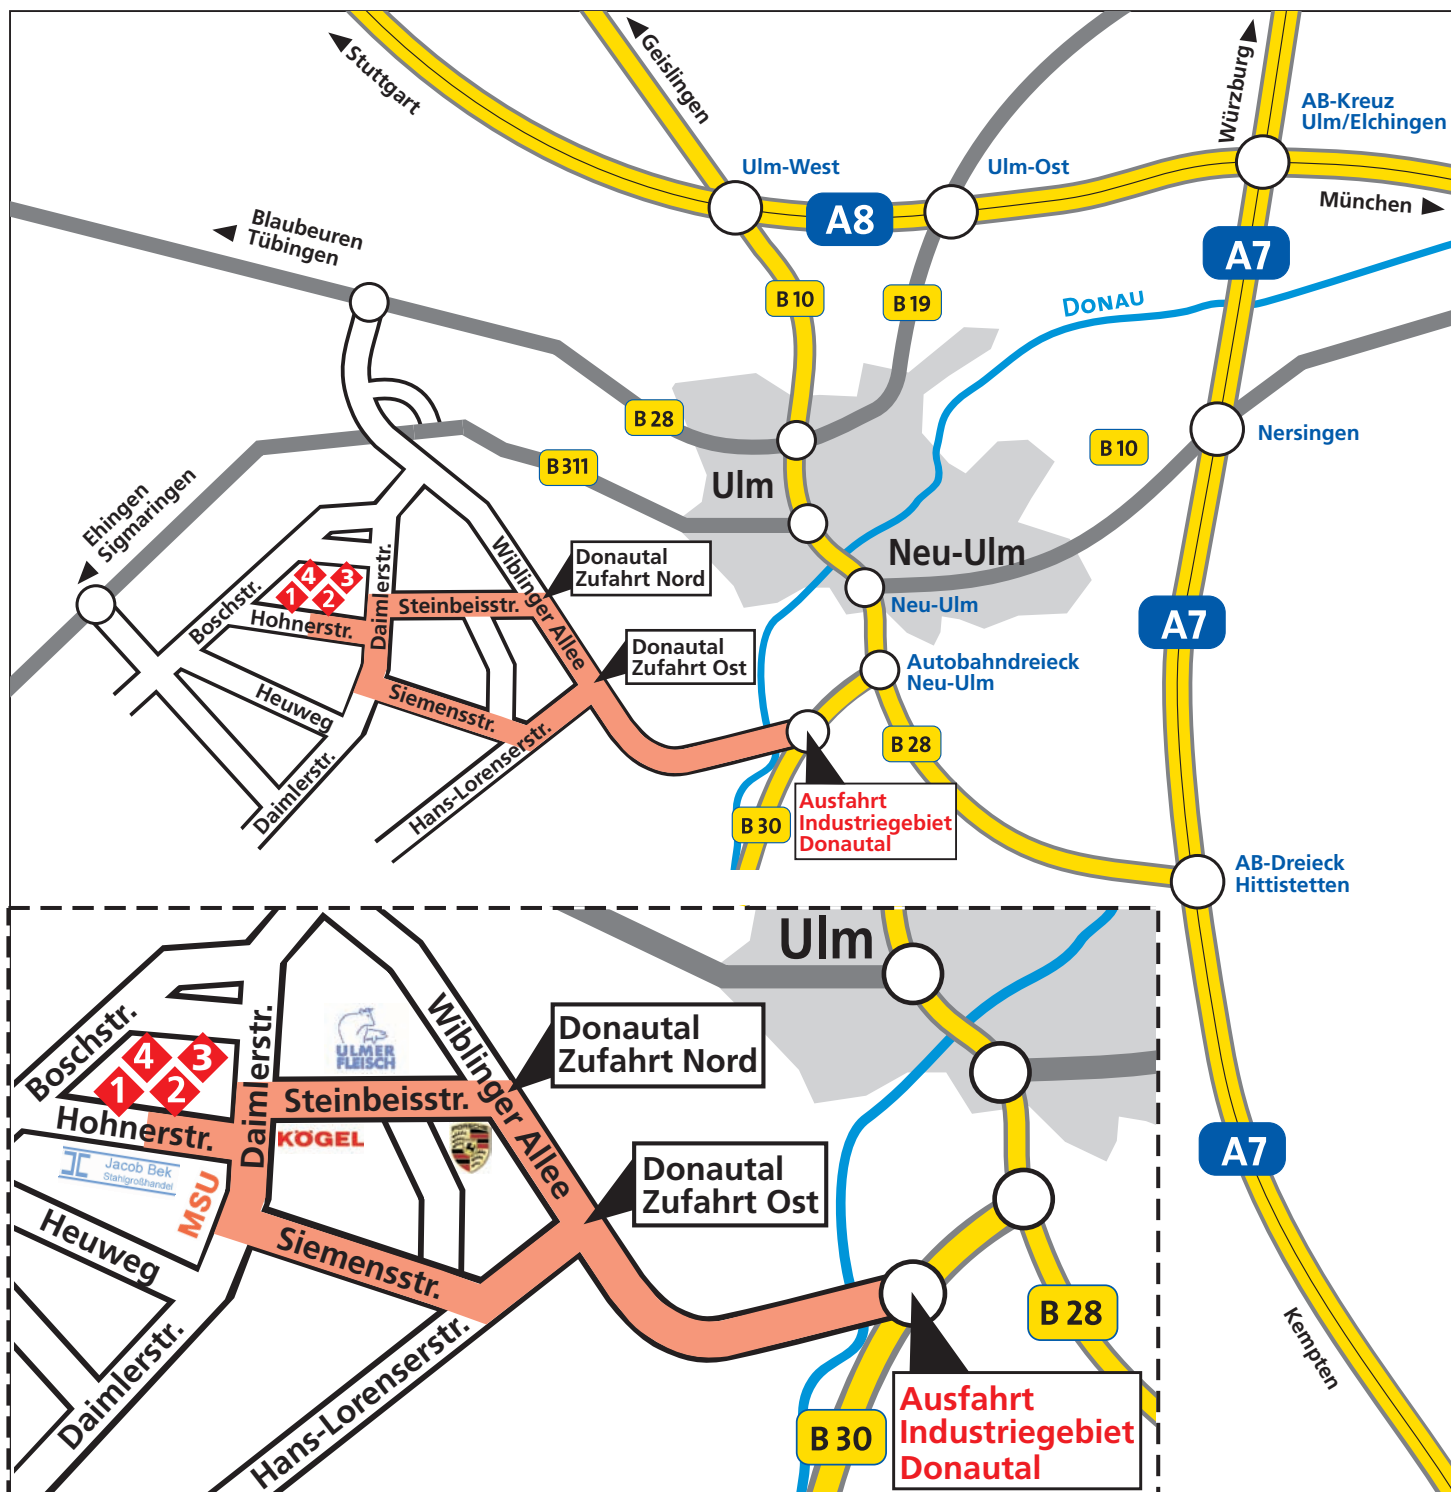 Stuttgart
Geislingen
Würzburg
AB-Kreuz
Ulm/Elchingen
Ulm-West
Ulm-Ost
München
A8
A7
Blaubeuren
Tübingen
B 10
B 19
DONAU
B 28
B 10
Nersingen
B 311
Ulm
Ehingen
Sigmaringen
Neu-Ulm
Wiblinger Allee
Donautal
Zufahrt Nord
Daimlerstr.
Boschstr.
4
3
1
2
Steinbeisstr.
Neu-Ulm
Hohnerstr.
A7
Donautal
Zufahrt Ost
Autobahndreieck
Neu-Ulm
Heuweg
Siemensstr.
B 28
Daimlerstr.
Hans-Lorenserstr.
Ausfahrt
Industriegebiet
Donautal
B 30
AB-Dreieck
Hittistetten
Ulm
Wiblinger Allee
Donautal
Zufahrt Nord
Boschstr.
Daimlerstr.
ULMER
FLEISCH
4
3
1
2
Steinbeisstr.
Hohnerstr.
KÖGEL
PORSCHE
A7
Jacob Bek
Stahlgroßhandel
MSU
Donautal
Zufahrt Ost
Heuweg
Siemensstr.
B 28
Daimlerstr.
Hans-Lorenserstr.
Kempten
Ausfahrt
Industriegebiet
Donautal
B 30